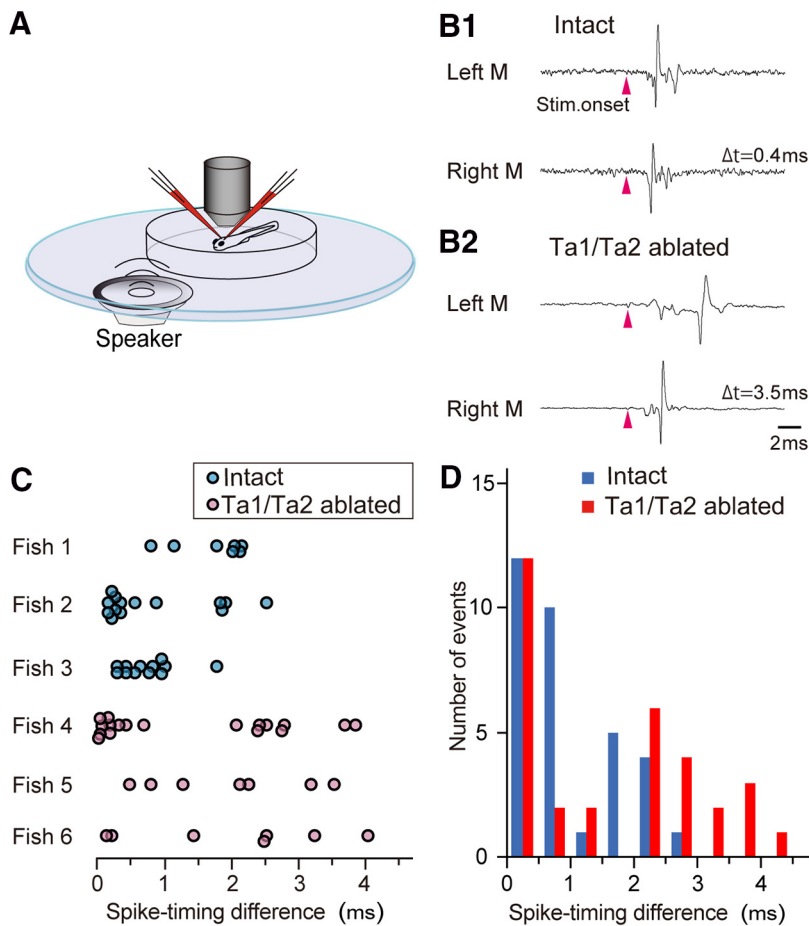 A
Speaker
B1
Intact
Left M
Stim.onset
Right M
Δt=0.4ms
B2
Ta1/Ta2 ablated
Left M
Right M
Δt=3.5ms
2ms
C
Intact
Ta1/Ta2 ablated
Fish 1
Fish 2
Fish 3
Fish 4
Fish 5
Fish 6
0 1 2 3 4
Spike-timing difference (ms)
D
Intact
Ta1/Ta2 ablated
15
10
5
0
Number of events
0 1 2 3 4
Spike-timing difference (ms)